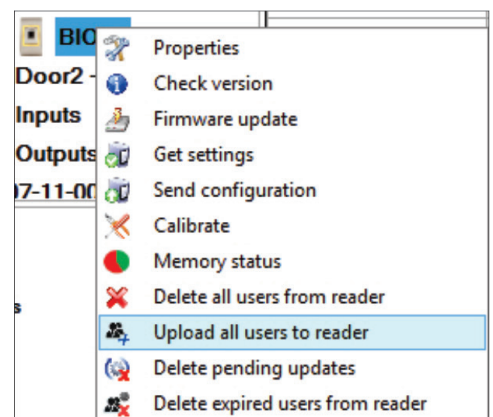 BIO
Properties
Door2 -
Check version
Inputs
Firmware update
Outputs
Get settings
07-11-00
Send configuration
Calibrate
Memory status
Delete all users from reader
Upload all users to reader
Delete pending updates
Delete expired users from reader